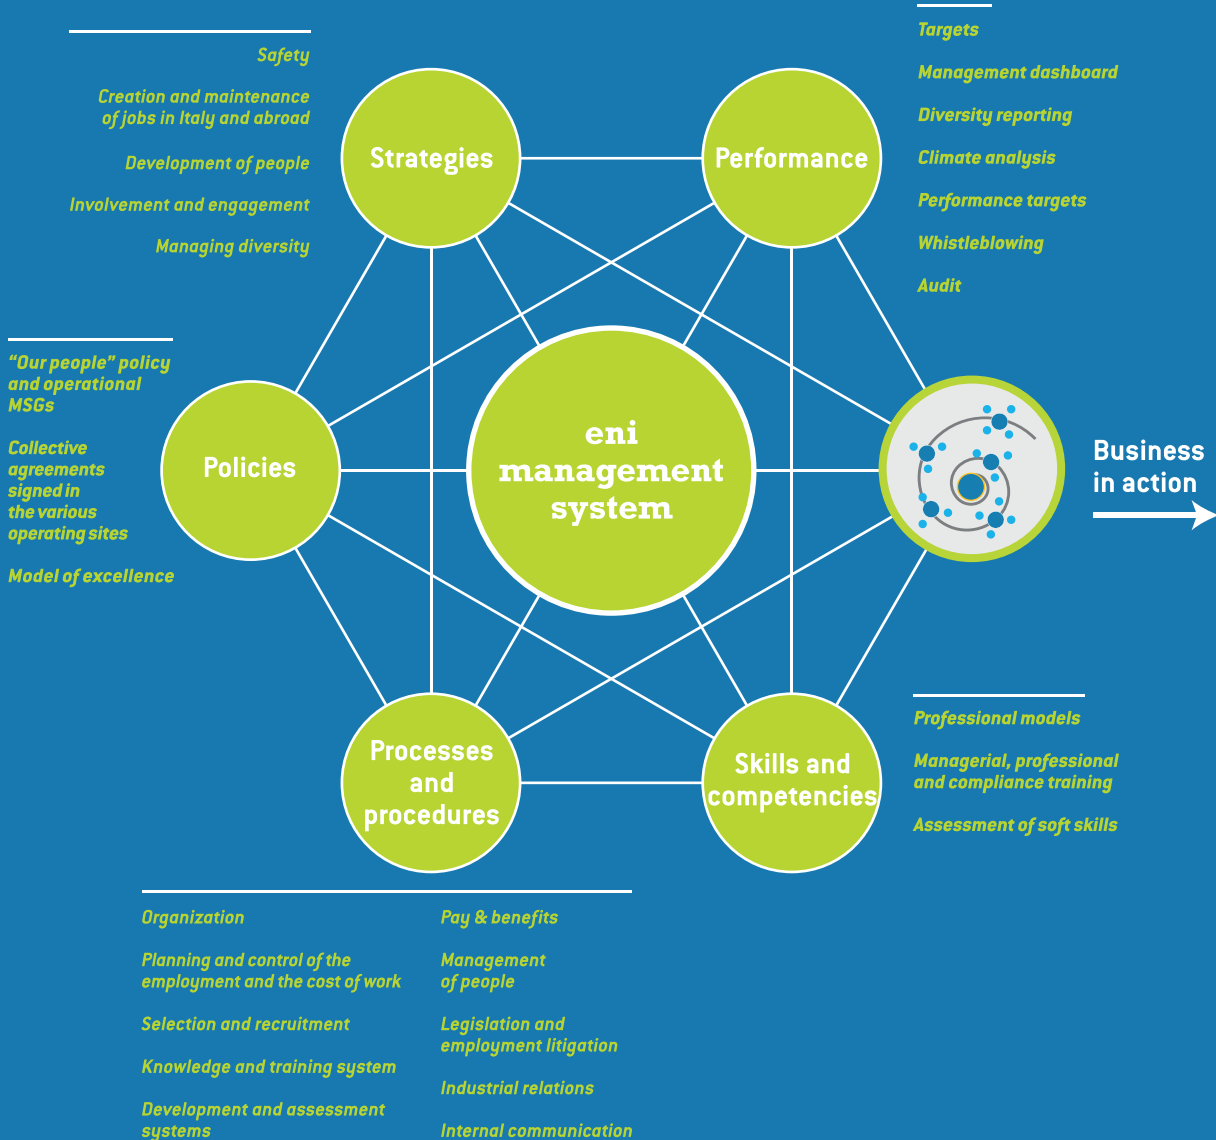 Safety
Creation and maintenance
of jobs in Italy and abroad
Development of people
Involvement and engagement
Managing diversity
Strategies
Performance
Targets
Management dashboard
Diversity reporting
Climate analysis
Performance targets
Whistleblowing
Audit
“Our people” policy
and operational
MSGs
Collective
agreements
signed in
the various
operating sites
Model of excellence
Policies
eni
management
system
Business
in action
Processes
and
procedures
Skills and
competencies
Professional models
Managerial, professional
and compliance training
Assessment of soft skills
Organization
Planning and control of the
employment and the cost of work
Selection and recruitment
Knowledge and training system
Development and assessment
systems
Pay & benefits
Management
of people
Legislation and
employment litigation
Industrial relations
Internal communication